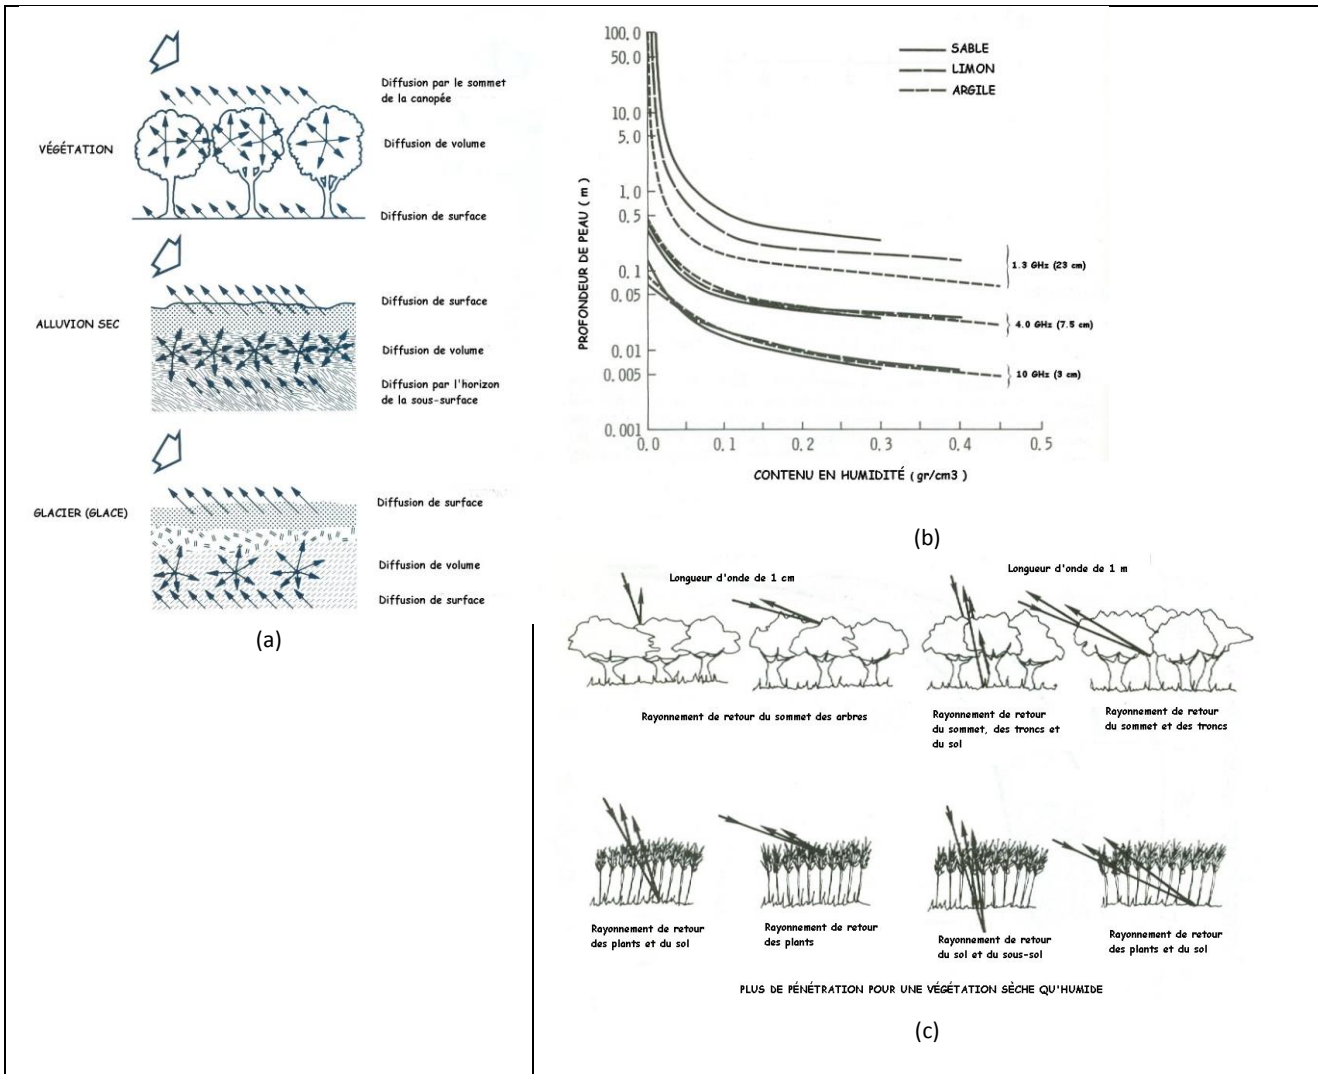 Diffusion par le sommet
de la canopée
VÉGÉTATION
Diffusion de volume
Diffusion de surface
Diffusion de surface
ALLUVION SEC
Diffusion de volume
Diffusion par l'horizon
de la sous-surface
Diffusion de surface
GLACIER (GLACE)
Diffusion de volume
Diffusion de surface
(a)
100.0
50.0
10.0
5.0
1.0
0.5
0.1
0.05
0.01
0.005
0.001
PROFONDEUR DE PEAU ( m )
SABLE
LIMON
ARGILE
1.3 GHz (23 cm)
4.0 GHz (7.5 cm)
10 GHz (3 cm)
0.0 0.1 0.2 0.3 0.4 0.5
CONTENU EN HUMIDITÉ ( gr/cm3 )
(b)
Longueur d'onde de 1 cm
Longueur d'onde de 1 m
Rayonnement de retour du sommet des arbres
Rayonnement de retour
du sommet, des troncs et
du sol
Rayonnement de retour
du sommet et des troncs
Rayonnement de retour
des plants et du sol
Rayonnement de retour
des plants
Rayonnement de retour
du sol et du sous-sol
Rayonnement de retour
des plants et du sol
PLUS DE PÉNÉTRATION POUR UNE VÉGÉTATION SÈCHE QU'HUMIDE
(c)